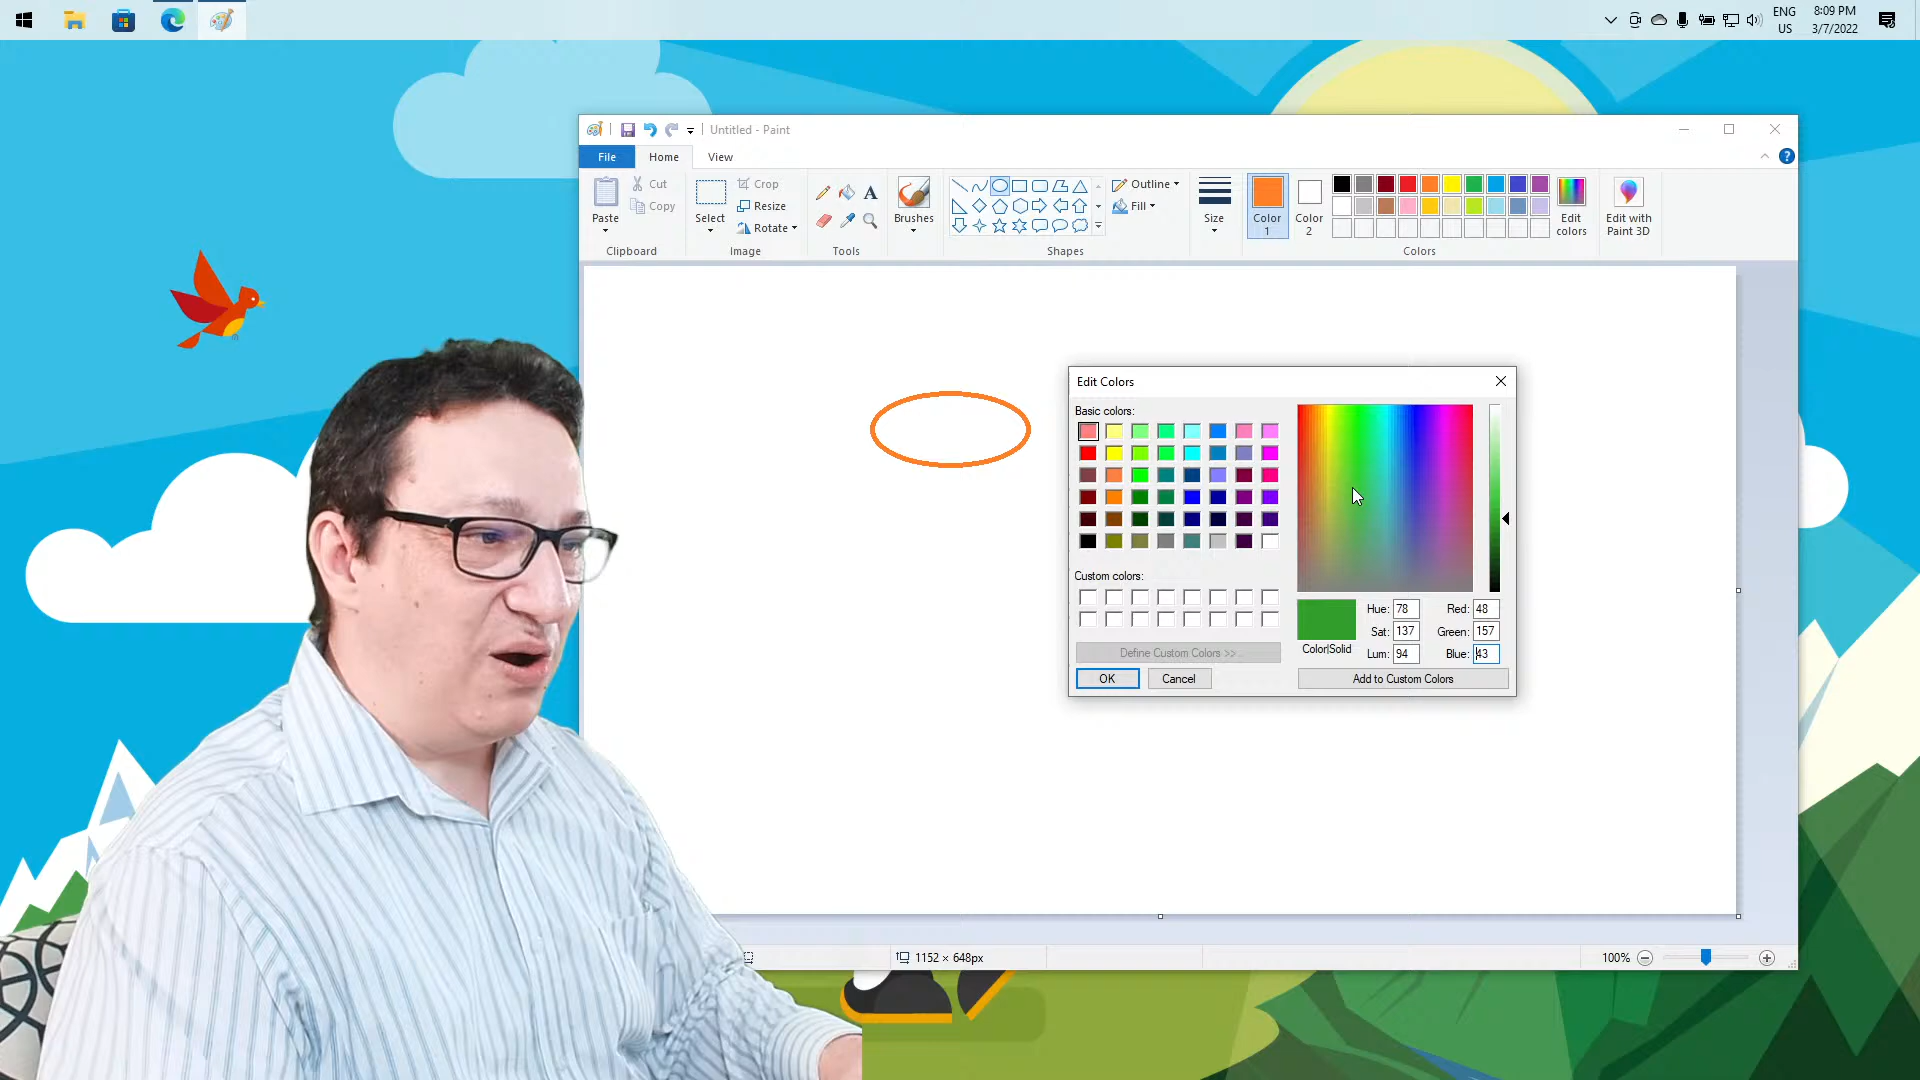 ENG
US
8:09 PM
3/7/2022
Untitled - Paint
File
Home
View
Paste
Cut
Copy
Clipboard
Select
Crop
Resize
Rotate
Image
Tools
Brushes
Outline
Fill
Shapes
Size
Color
1
Color
2
Edit
colors
Colors
Edit with
Paint 3D
Edit Colors
Basic colors:
Custom colors:
Define Custom Colors >>
OK
Cancel
Hue: 78
Red: 48
Sat: 137
Green: 157
Lum: 94
Blue: 43
Color|Solid
Add to Custom Colors
1152 × 648px
100%